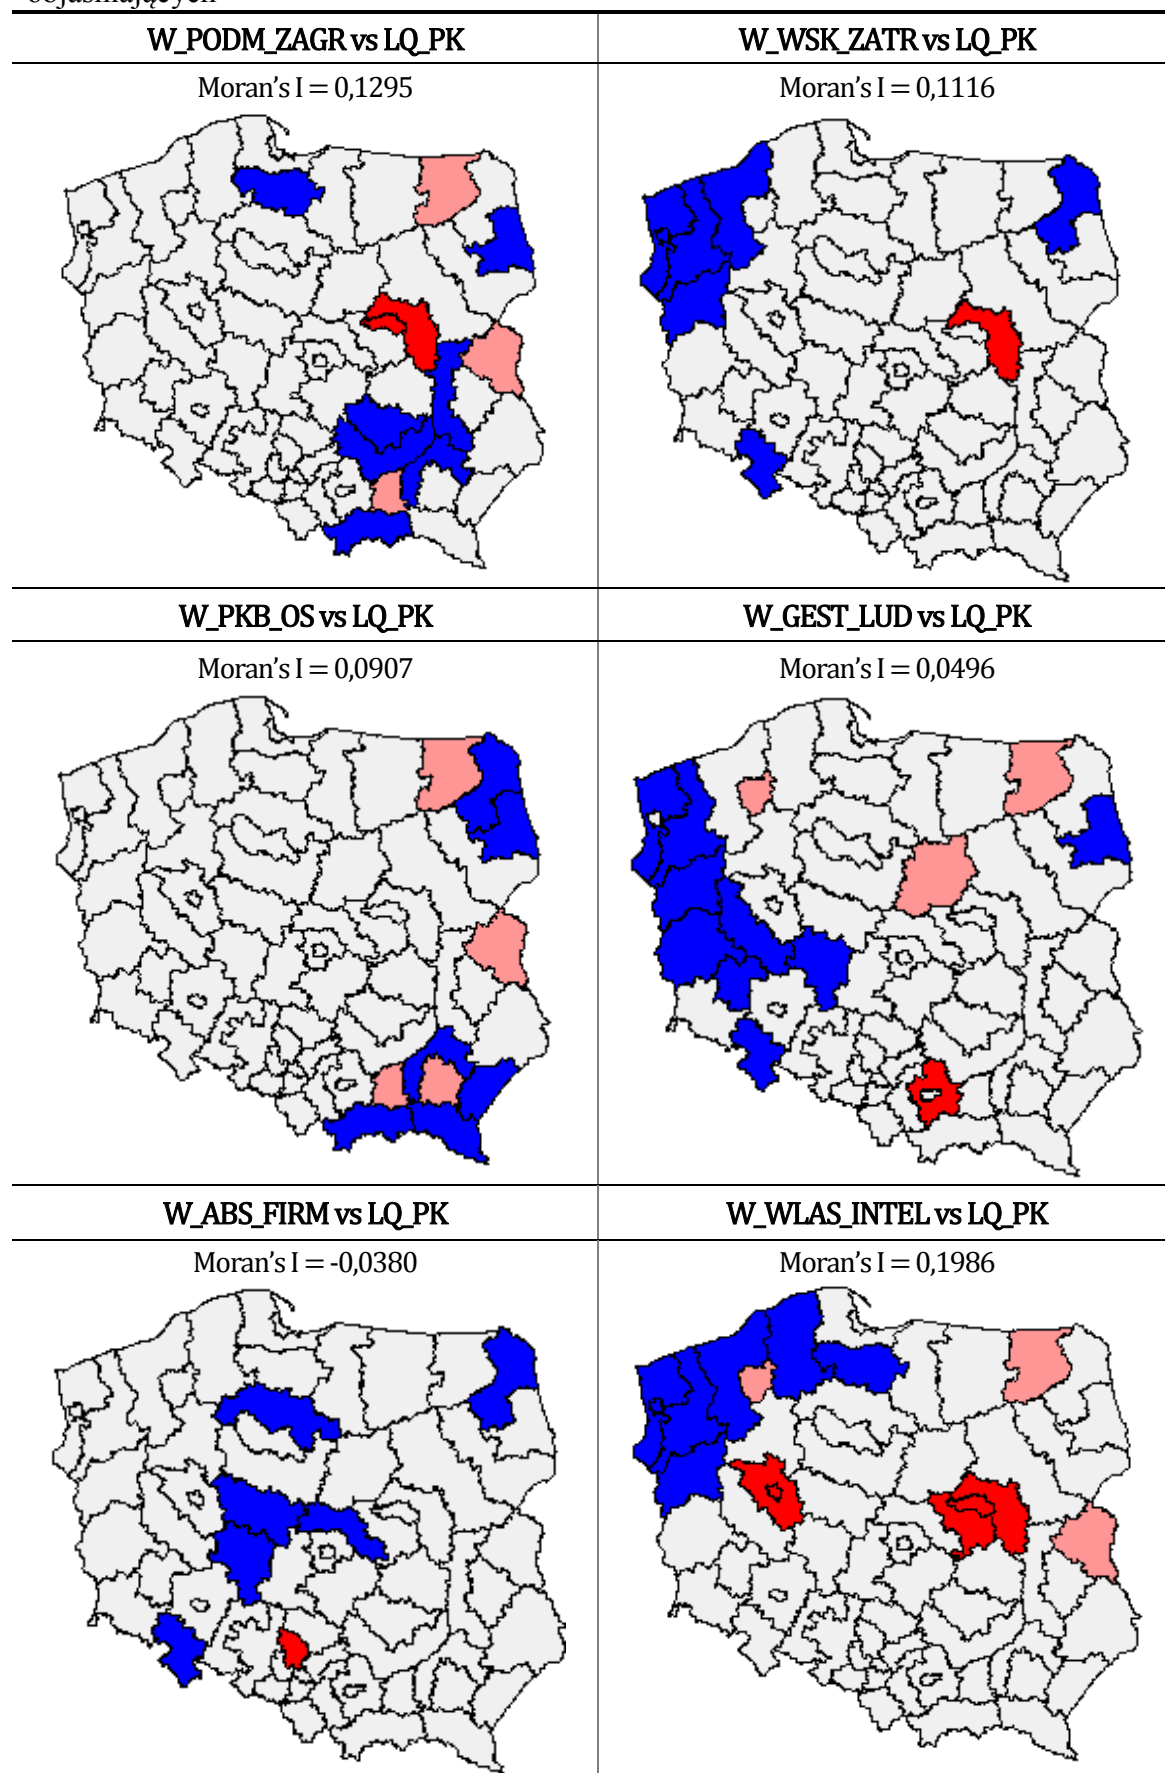 objaśniających
W_PODM_ZAGR vs LQ_PK
W_WSK_ZATR vs LQ_PK
Moran's I = 0,1295
Moran's I = 0,1116
W_PKB_OS vs LQ_PK
W_GEST_LUD vs LQ_PK
Moran's I = 0,0907
Moran's I = 0,0496
W_ABS_FIRM vs LQ_PK
W_WLAS_INTEL vs LQ_PK
Moran's I = -0,0380
Moran's I = 0,1986